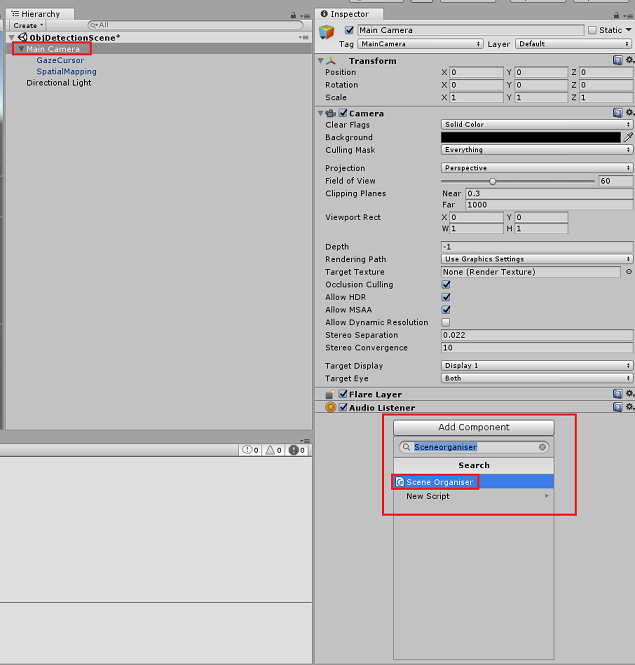 Hierarchy
Create
All
ObjDetectionScene*
Main Camera
GazeCursor
SpatialMapping
Directional Light
0 0 0
Inspector
Main Camera
Static
Tag MainCamera Layer Default
Transform
Position X 0 Y 0 Z 0
Rotation X 0 Y 0 Z 0
Scale X 1 Y 1 Z 1
Camera
Clear Flags Solid Color
Background
Culling Mask Everything
Projection Perspective
Field of View 60
Clipping Planes Near 0.3
Far 1000
Viewport Rect X 0 Y 0
W 1 H 1
Depth -1
Rendering Path Use Graphics Settings
Target Texture None (Render Texture)
Occlusion Culling
Allow HDR
Allow MSAA
Allow Dynamic Resolution
Stereo Separation 0.022
Stereo Convergence 10
Target Display Display 1
Target Eye Both
Flare Layer
Audio Listener
Add Component
Sceneorganiser
Search
Scene Organiser
New Script